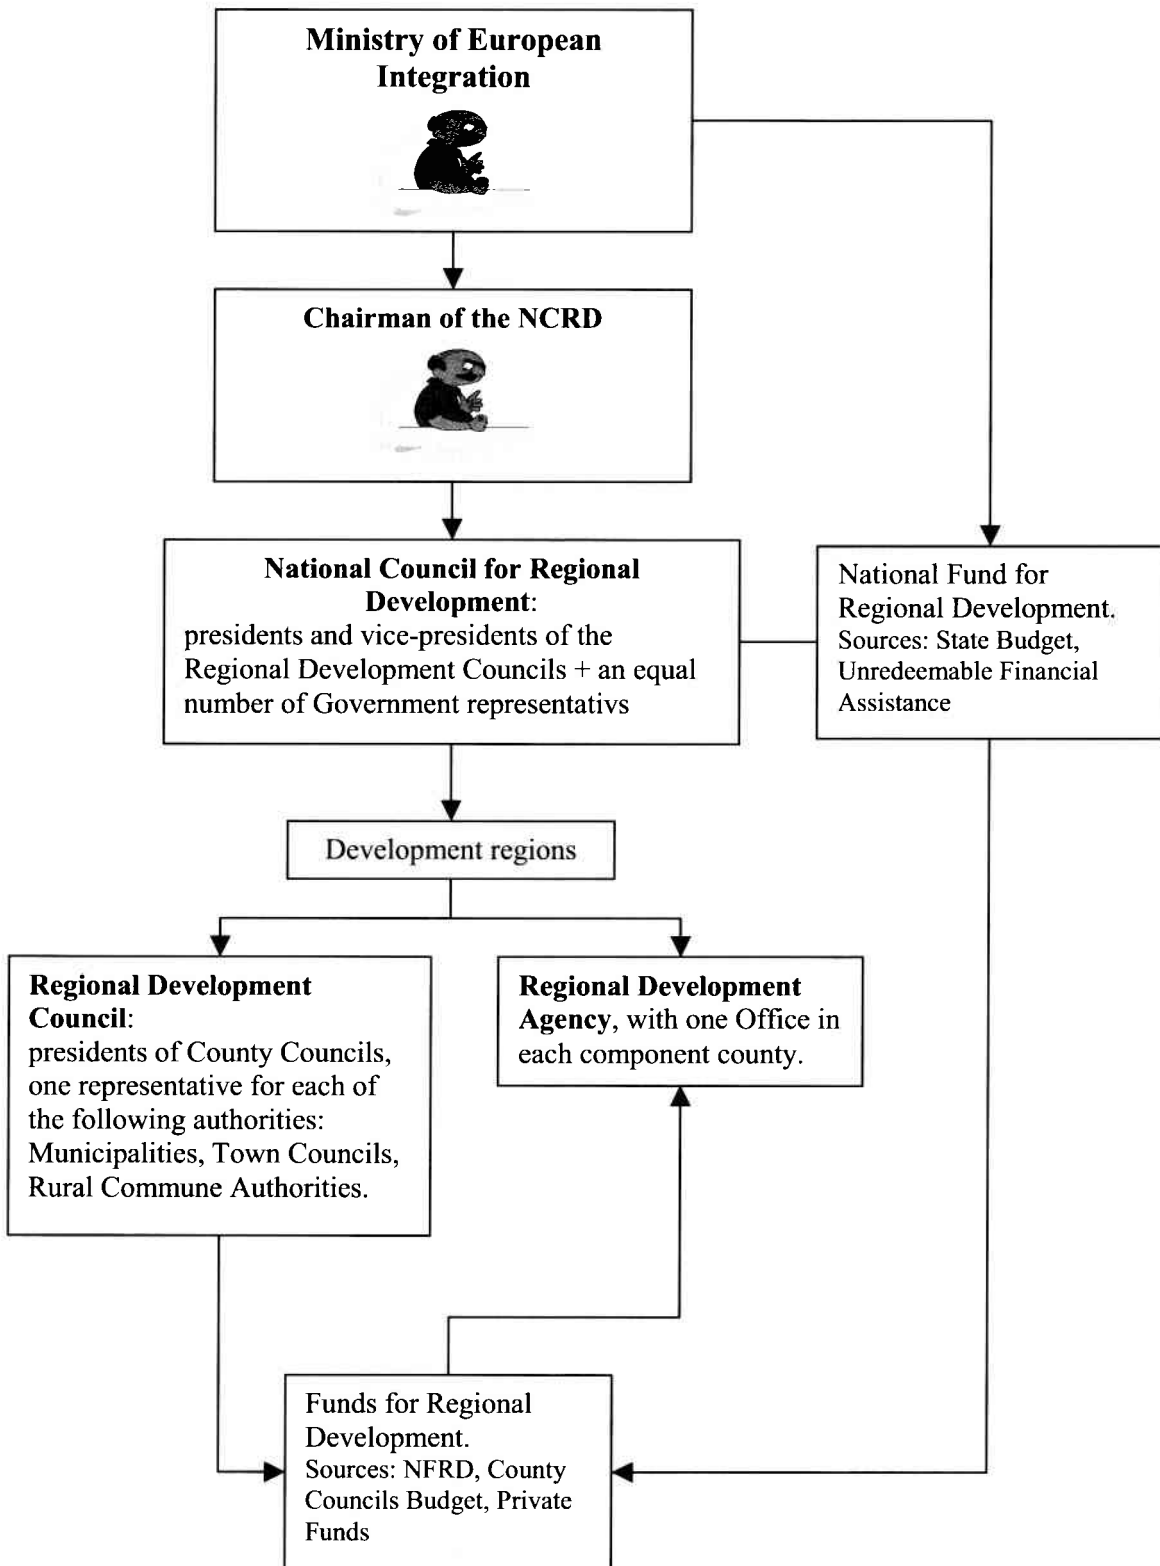 Ministry of European
Integration
Chairman of the NCRD
National Council for Regional
Development:
presidents and vice-presidents of the
Regional Development Councils + an equal
number of Government representativs
National Fund for
Regional Development.
Sources: State Budget,
Unredeemable Financial
Assistance
Development regions
Regional Development
Council:
presidents of County Councils,
one representative for each of
the following authorities:
Municipalities, Town Councils,
Rural Commune Authorities.
Regional Development
Agency, with one Office in
each component county.
Funds for Regional
Development.
Sources: NFRD, County
Councils Budget, Private
Funds